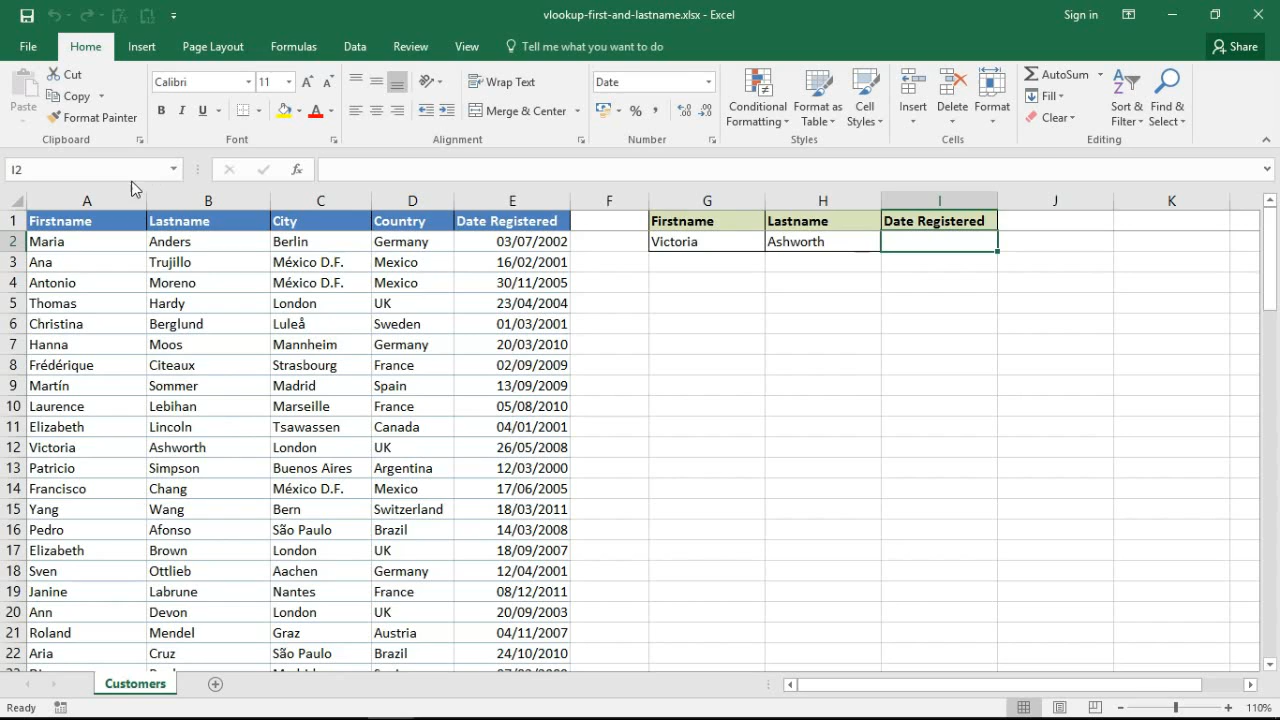 vlookup-first-and-lastname.xlsx - Excel
Sign in
File Home Insert Page Layout Formulas Data Review View Tell me what you want to do Share
Paste
Cut
Copy
Format Painter
Clipboard
Calibri 11
B I U
Font
Wrap Text
Merge & Center
Alignment
Date
% ,
Number
Conditional Formatting
Format as Table
Cell Styles
Styles
Insert Delete Format
Cells
AutoSum
Fill
Clear
Sort & Filter
Find & Select
Editing
I2
fx
A B C D E F G H I J K
1 Firstname Lastname City Country Date Registered Firstname Lastname Date Registered
2 Maria Anders Berlin Germany 03/07/2002 Victoria Ashworth
3 Ana Trujillo México D.F. Mexico 16/02/2001
4 Antonio Moreno México D.F. Mexico 30/11/2005
5 Thomas Hardy London UK 23/04/2004
6 Christina Berglund Luleå Sweden 01/03/2001
7 Hanna Moos Mannheim Germany 20/03/2010
8 Frédérique Citeaux Strasbourg France 02/09/2009
9 Martín Sommer Madrid Spain 13/09/2009
10 Laurence Lebihan Marseille France 05/08/2010
11 Elizabeth Lincoln Tsawassen Canada 04/01/2001
12 Victoria Ashworth London UK 26/05/2008
13 Patricio Simpson Buenos Aires Argentina 12/03/2000
14 Francisco Chang México D.F. Mexico 17/06/2005
15 Yang Wang Bern Switzerland 18/03/2011
16 Pedro Afonso São Paulo Brazil 14/03/2008
17 Elizabeth Brown London UK 18/09/2007
18 Sven Ottlieb Aachen Germany 12/04/2001
19 Janine Labrune Nantes France 08/12/2011
20 Ann Devon London UK 20/09/2003
21 Roland Mendel Graz Austria 04/11/2007
22 Aria Cruz São Paulo Brazil 24/10/2010
Customers
Ready
110%